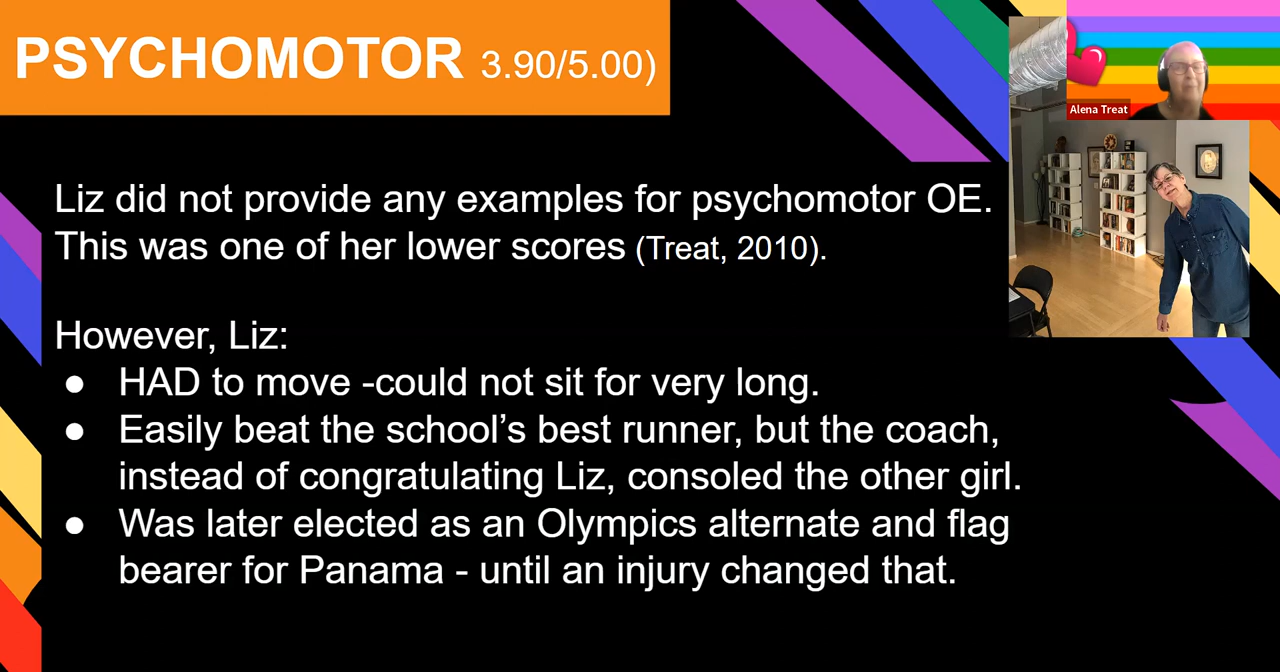 PSYCHOMOTOR 3.90/5.00)
Alena Treat
Liz did not provide any examples for psychomotor OE.
This was one of her lower scores (Treat, 2010).
However, Liz:
● HAD to move -could not sit for very long.
● Easily beat the school’s best runner, but the coach,
instead of congratulating Liz, consoled the other girl.
● Was later elected as an Olympics alternate and flag
bearer for Panama - until an injury changed that.